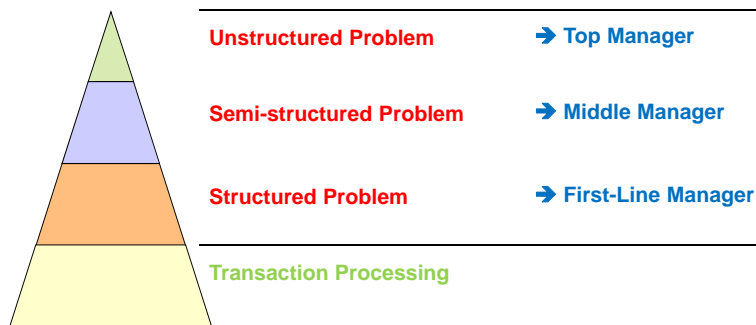 Unstructured Problem ➔ Top Manager
Semi-structured Problem ➔ Middle Manager
Structured Problem ➔ First-Line Manager
Transaction Processing